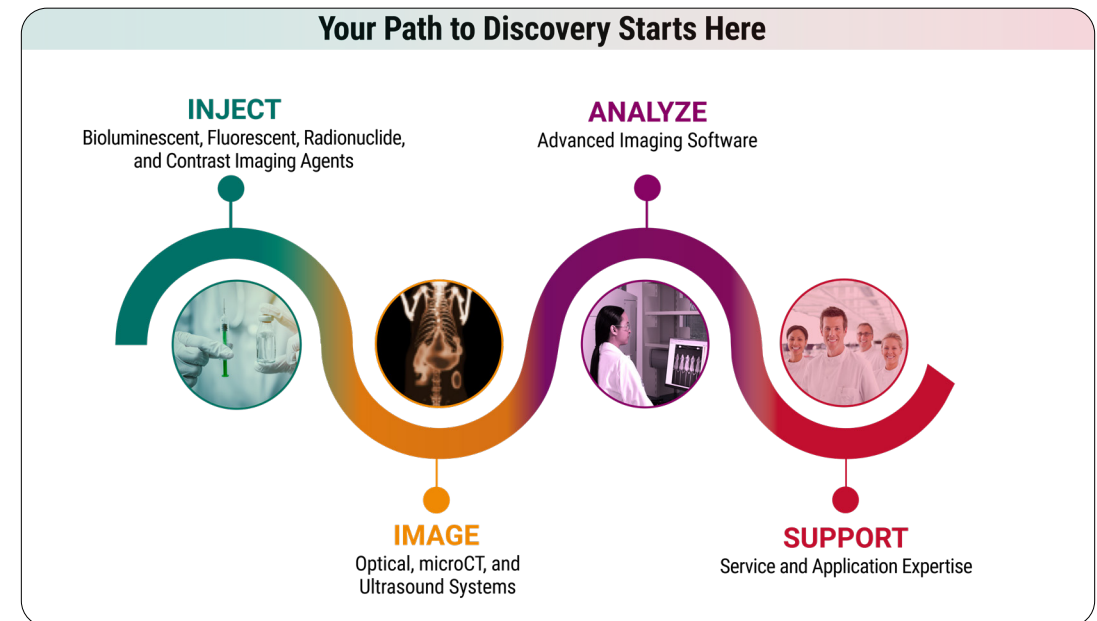 Your Path to Discovery Starts Here
INJECT
Bioluminescent, Fluorescent, Radionuclide,
and Contrast Imaging Agents
ANALYZE
Advanced Imaging Software
IMAGE
Optical, microCT, and
Ultrasound Systems
SUPPORT
Service and Application Expertise